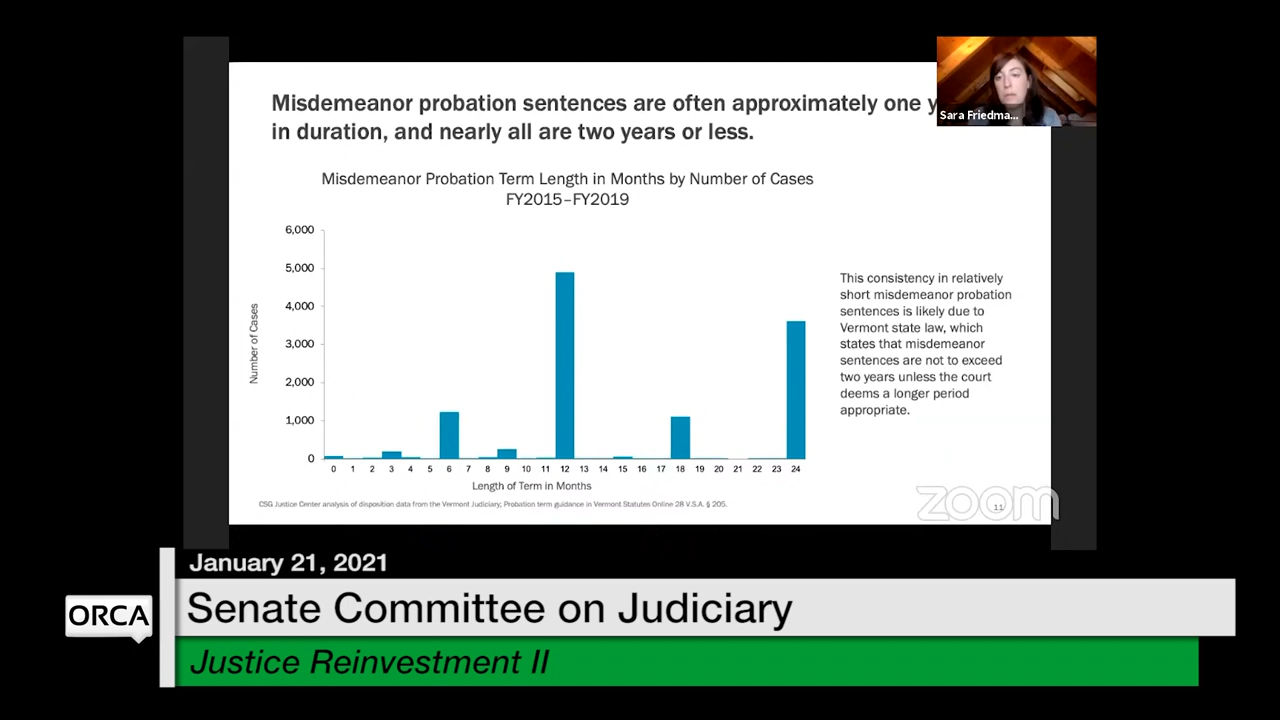 Misdemeanor probation sentences are often approximately one y
in duration, and nearly all are two years or less.
Sara Friedma...
Misdemeanor Probation Term Length in Months by Number of Cases
FY2015–FY2019
Number of Cases
6,000
5,000
4,000
3,000
2,000
1,000
0
0 1 2 3 4 5 6 7 8 9 10 11 12 13 14 15 16 17 18 19 20 21 22 23 24
Length of Term in Months
This consistency in relatively
short misdemeanor probation
sentences is likely due to
Vermont state law, which
states that misdemeanor
sentences are not to exceed
two years unless the court
deems a longer period
appropriate.
CSG Justice Center analysis of disposition data from the Vermont Judiciary; Probation term guidance in Vermont Statutes Online 28 V.S.A. § 205.
zoom
11
January 21, 2021
ORCA
Senate Committee on Judiciary
Justice Reinvestment II